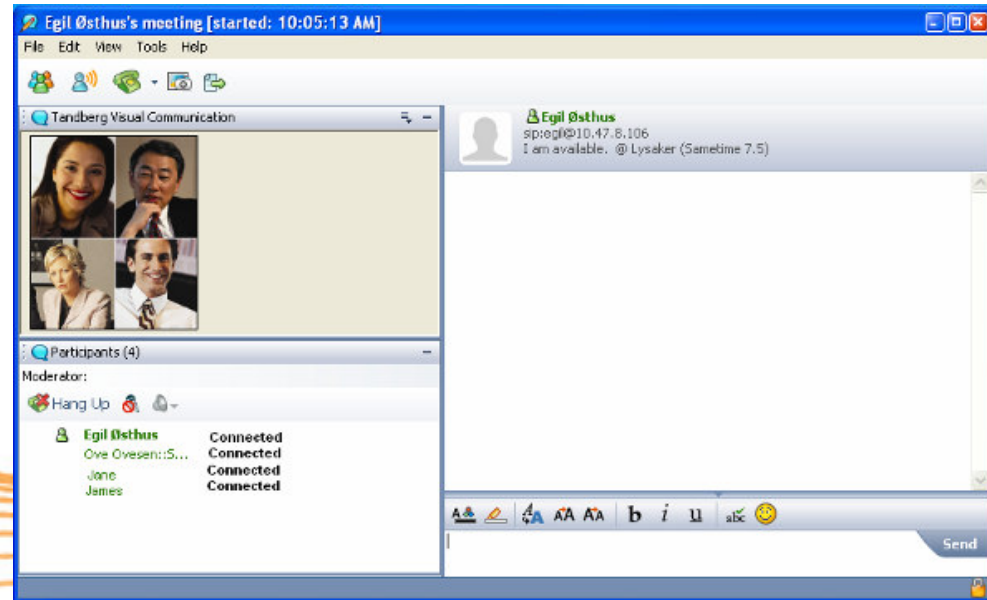 Egil Østhus's meeting [started: 10:05:13 AM]
File Edit View Tools Help
Tandberg Visual Communication
Participants (4)
Moderator:
Hang Up
Egil Østhus Connected
Ove Ovesen::S... Connected
Jane Connected
James Connected
Egil Østhus
sip:egil@10.47.8.106
I am available. @ Lysaker (Sametime 7.5)
A A A A A A b i u abc
Send